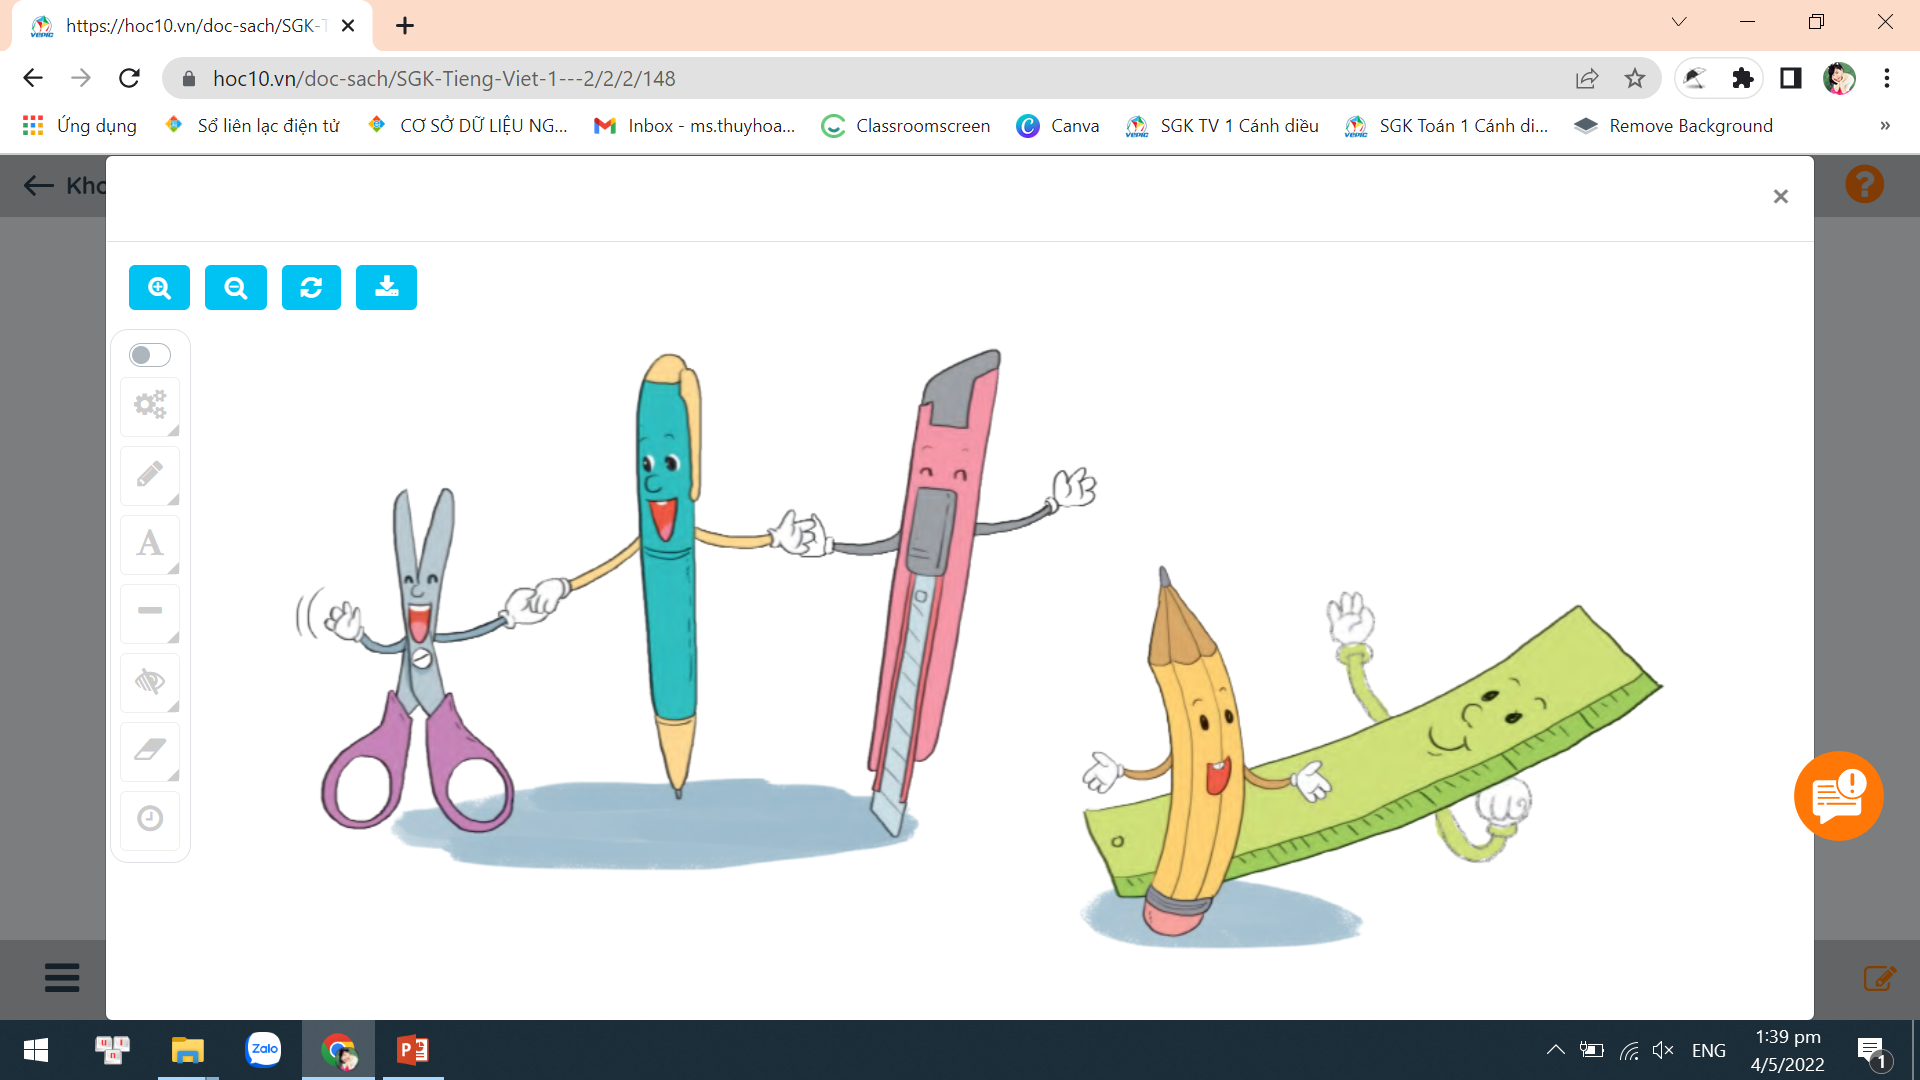 https://hoc10.vn/doc-sach/SGK-T
hoc10.vn/doc-sach/SGK-Tieng-Viet-1---2/2/2/148
Ứng dụng
Sổ liên lạc điện tử
CƠ SỞ DỮ LIỆU NG...
Inbox - ms.thuyhoa...
Classroomscreen
Canva
SGK TV 1 Cánh diều
SGK Toán 1 Cánh di...
Remove Background
»
Kho
×
?
A
u i n
Zalo
P
ENG
1:39 pm
4/5/2022
1